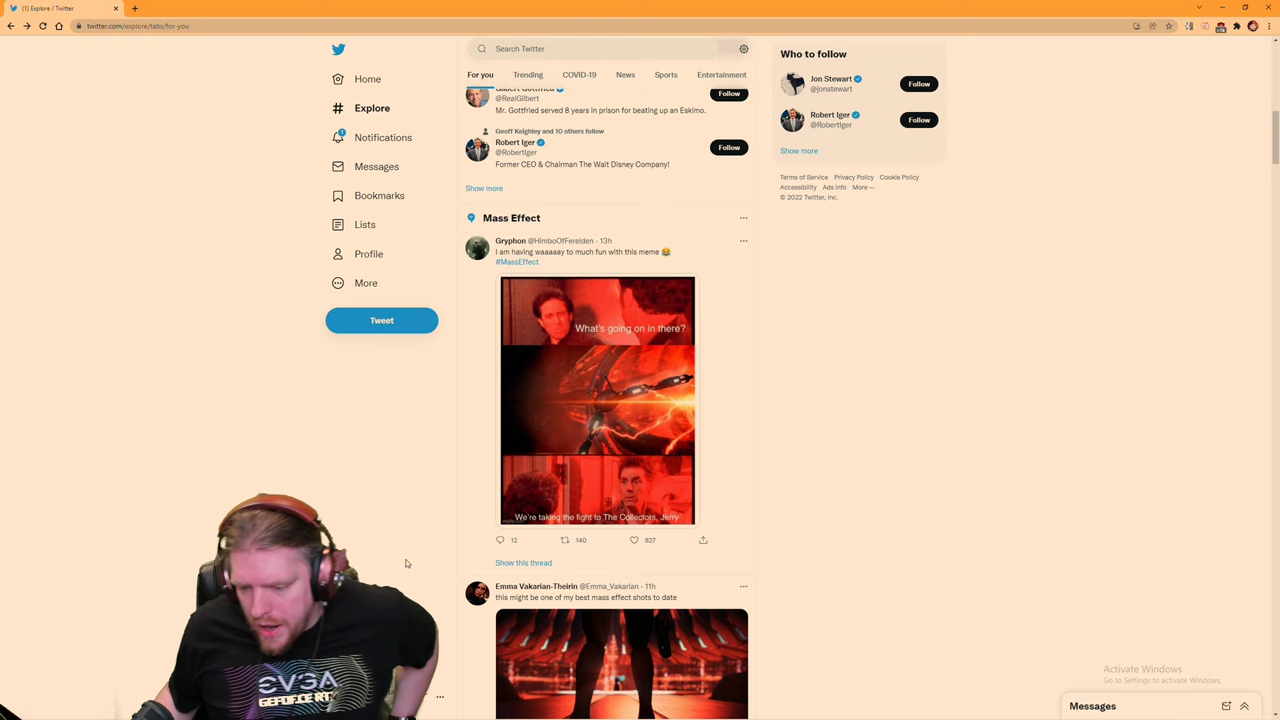 (1) Explore / Twitter
twitter.com/explore/tabs/for-you
Home
Explore
1
Notifications
Messages
Bookmarks
Lists
Profile
More
Tweet
Search Twitter
For you
Trending
COVID-19
News
Sports
Entertainment
Gilbert Gottfried
@RealGilbert
Follow
Mr. Gottfried served 8 years in prison for beating up an Eskimo.
Geoff Keighley and 10 others follow
Robert Iger
@RobertIger
Follow
Former CEO & Chairman The Walt Disney Company!
Show more
Mass Effect
Gryphon @HimboOfFerelden · 13h
I am having waaaaay to much fun with this meme 😂
#MassEffect
What's going on in there?
We're taking the fight to The Collectors, Jerry
12
140
827
Show this thread
Emma Vakarian-Theirin @Emma_Vakarian · 11h
this might be one of my best mass effect shots to date
Who to follow
Jon Stewart
@jonstewart
Follow
Robert Iger
@RobertIger
Follow
Show more
Terms of Service Privacy Policy Cookie Policy
Accessibility Ads info More ···
© 2022 Twitter, Inc.
EVGA
GEFORCE RTX
Activate Windows
Go to Settings to activate Windows.
Messages